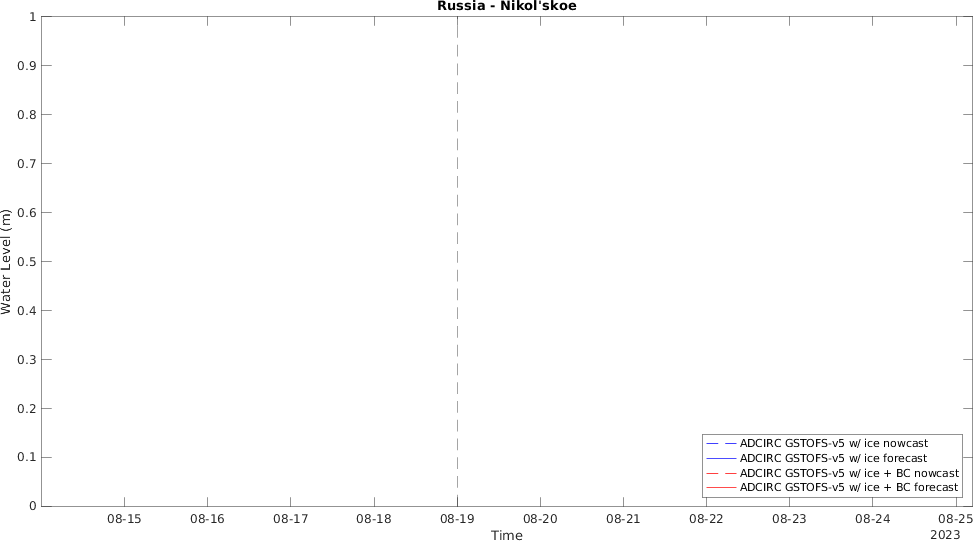 Russia - Nikol'skoe
1
0.9
0.8
0.7
0.6
0.5
0.4
0.3
0.2
0.1
0
Water Level (m)
ADCIRC GSTOFS-v5 w/ ice nowcast
ADCIRC GSTOFS-v5 w/ ice forecast
ADCIRC GSTOFS-v5 w/ ice + BC nowcast
ADCIRC GSTOFS-v5 w/ ice + BC forecast
08-15 08-16 08-17 08-18 08-19 08-20 08-21 08-22 08-23 08-24 08-25
Time
2023